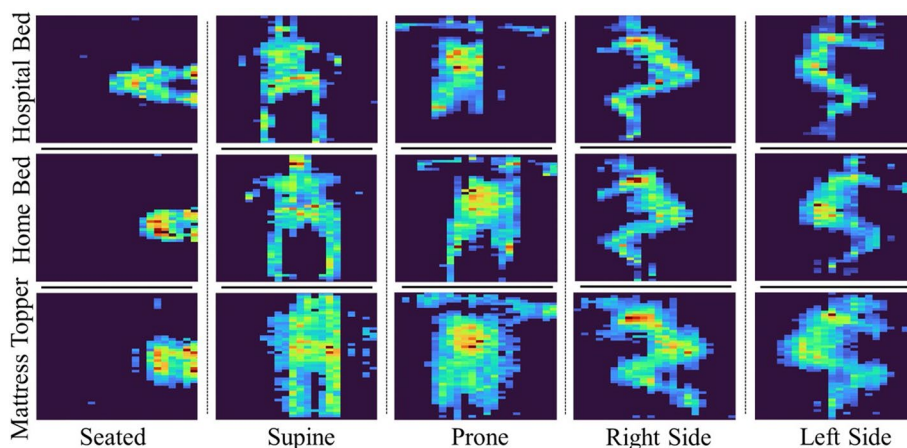 Hospital Bed
Home Bed
Mattress Topper
Seated Supine Prone Right Side Left Side